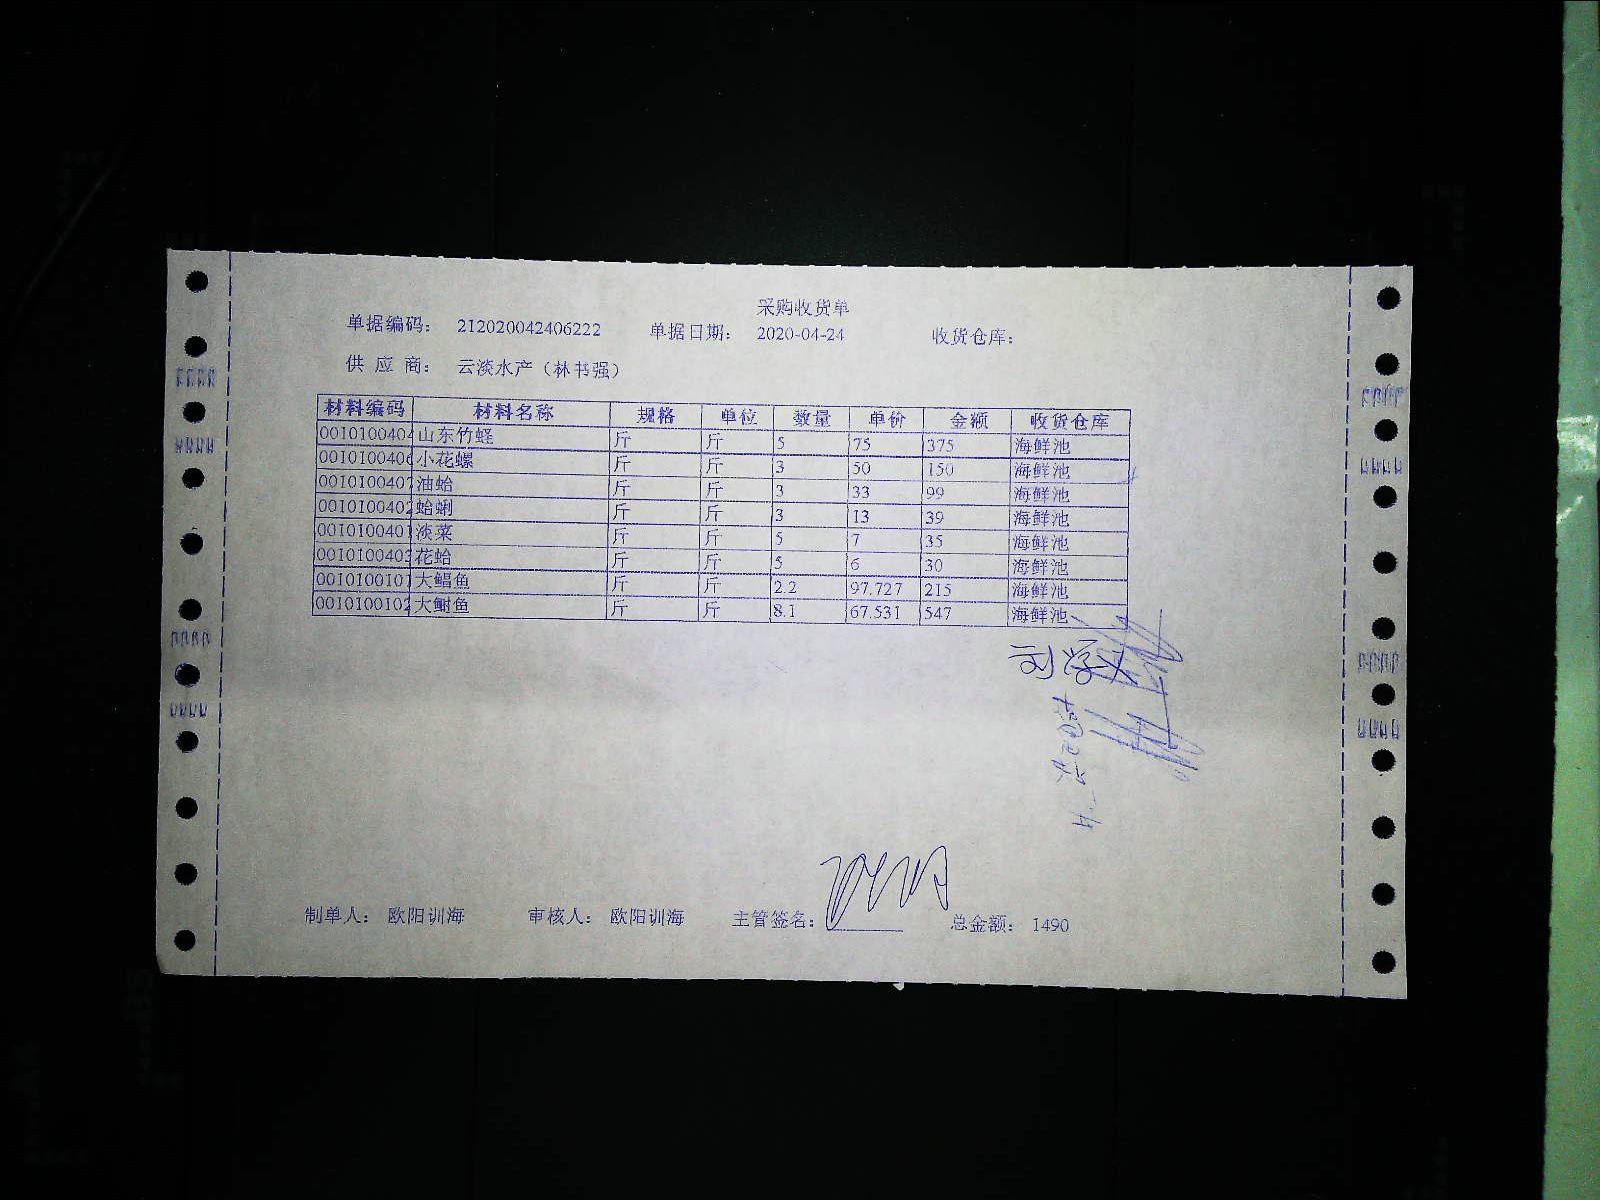 采购收货单
单据编码： 212020042406222 单据日期： 2020-04-24 收货仓库：
供 应 商： 云淡水产（林书强）
材料编码 材料名称 规格 单位 数量 单价 金额 收货仓库
0010100404 山东竹蛏 斤 斤 5 75 375 海鲜池
0010100406 小花螺 斤 斤 3 50 150 海鲜池
0010100407 油蛤 斤 斤 3 33 99 海鲜池
0010100402 蛤蜊 斤 斤 3 13 39 海鲜池
0010100401 淡菜 斤 斤 5 7 35 海鲜池
0010100403 花蛤 斤 斤 5 6 30 海鲜池
0010100101 大鲳鱼 斤 斤 2.2 97.727 215 海鲜池
0010100102 大鲥鱼 斤 斤 8.1 67.531 547 海鲜池
制单人： 欧阳训海 审核人： 欧阳训海 主管签名： 总金额： 1490